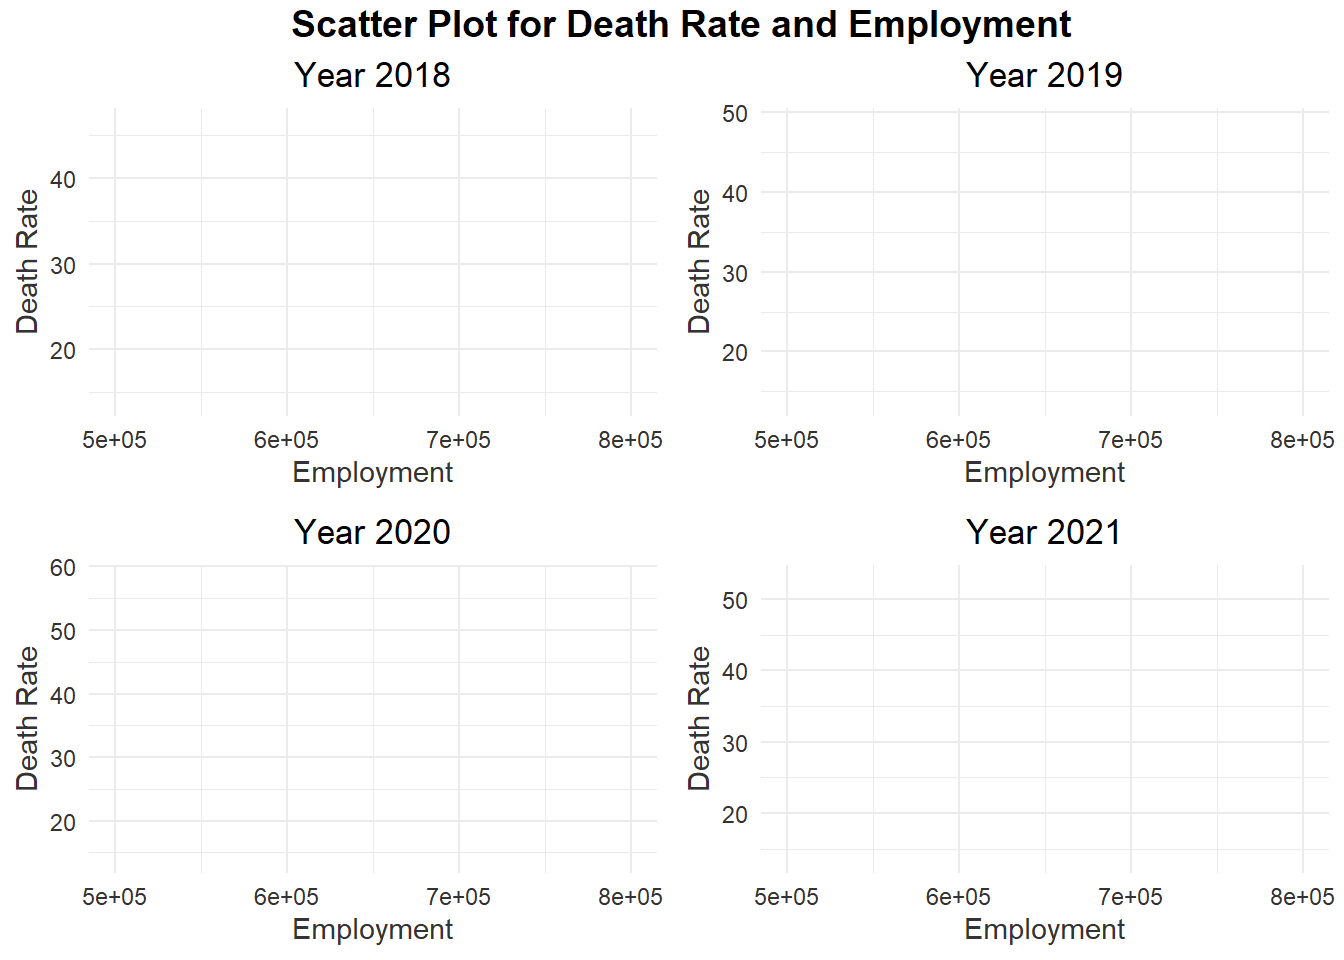 Scatter Plot for Death Rate and Employment
Year 2018
Death Rate
40
30
20
5e+05 6e+05 7e+05 8e+05
Employment
Year 2019
Death Rate
50
40
30
20
5e+05 6e+05 7e+05 8e+05
Employment
Year 2020
Death Rate
60
50
40
30
20
5e+05 6e+05 7e+05 8e+05
Employment
Year 2021
Death Rate
50
40
30
20
5e+05 6e+05 7e+05 8e+05
Employment